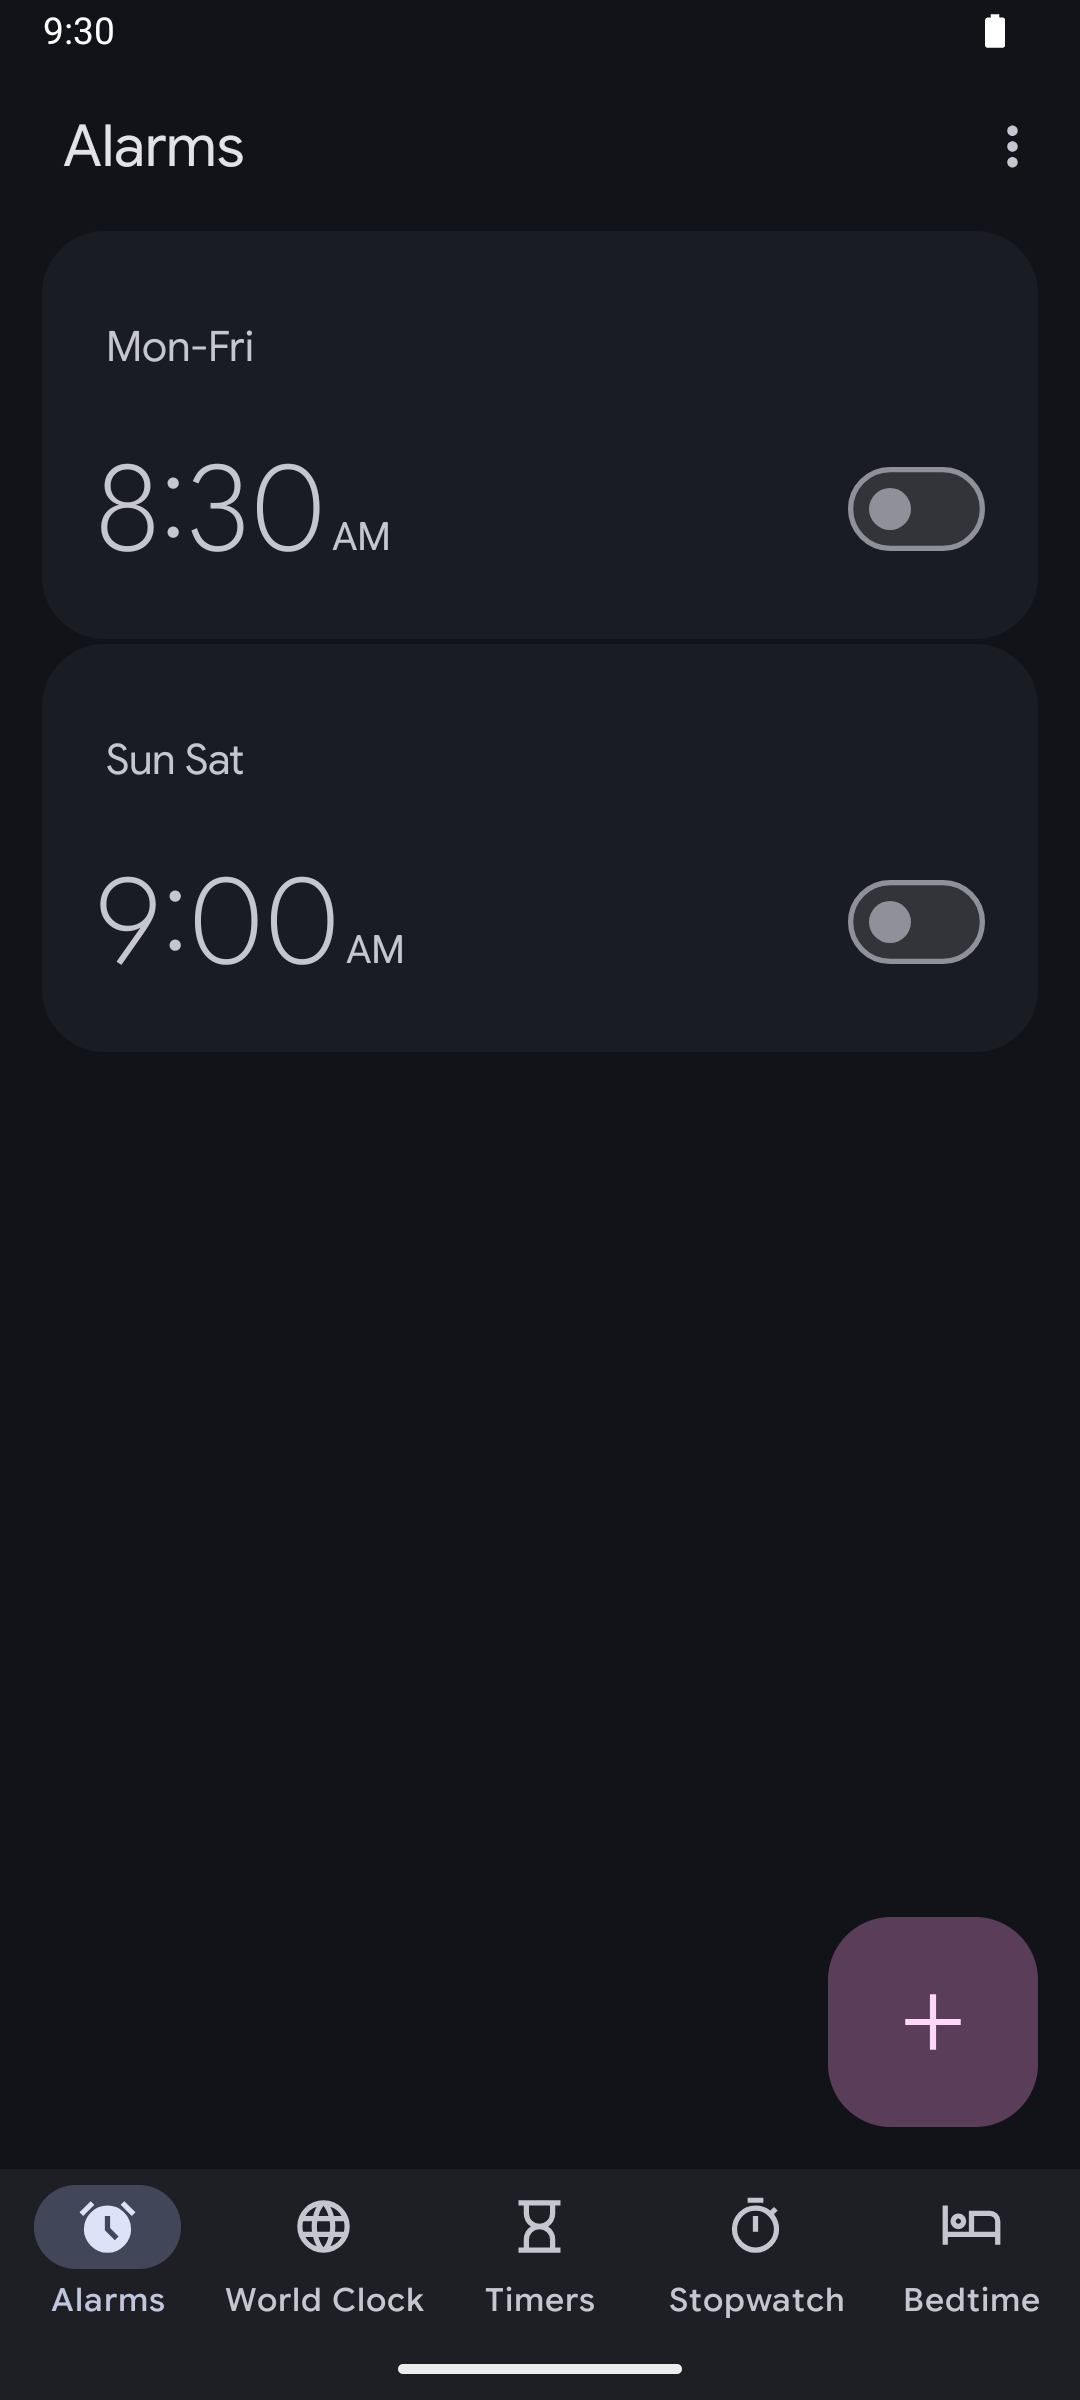 9:30
Alarms
Mon-Fri
8:30 AM
Sun Sat
9:00 AM
Alarms
World Clock
Timers
Stopwatch
Bedtime